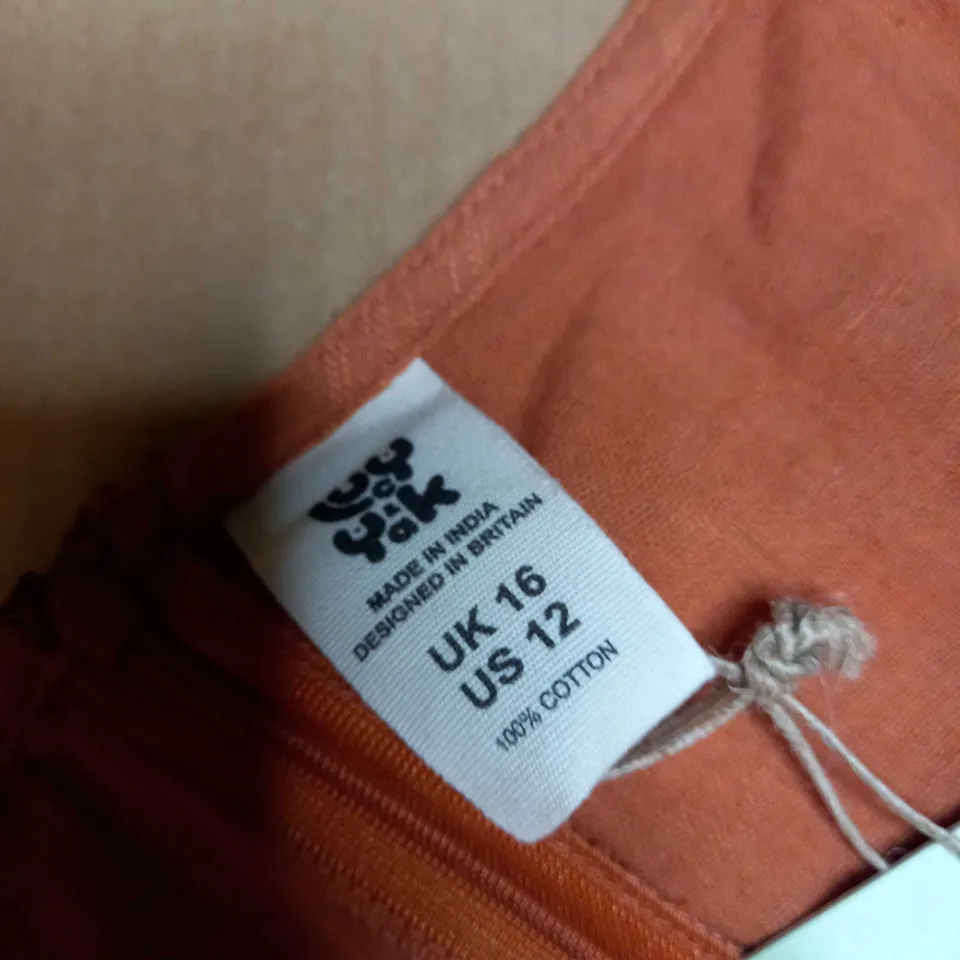 LUCY
&
Yak
MADE IN INDIA
DESIGNED IN BRITAIN
UK 16
US 12
100% COTTON